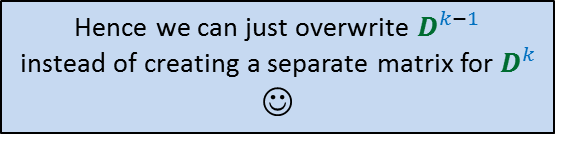 Hence we can just overwrite D^{k−1}
instead of creating a separate matrix for D^k
☺